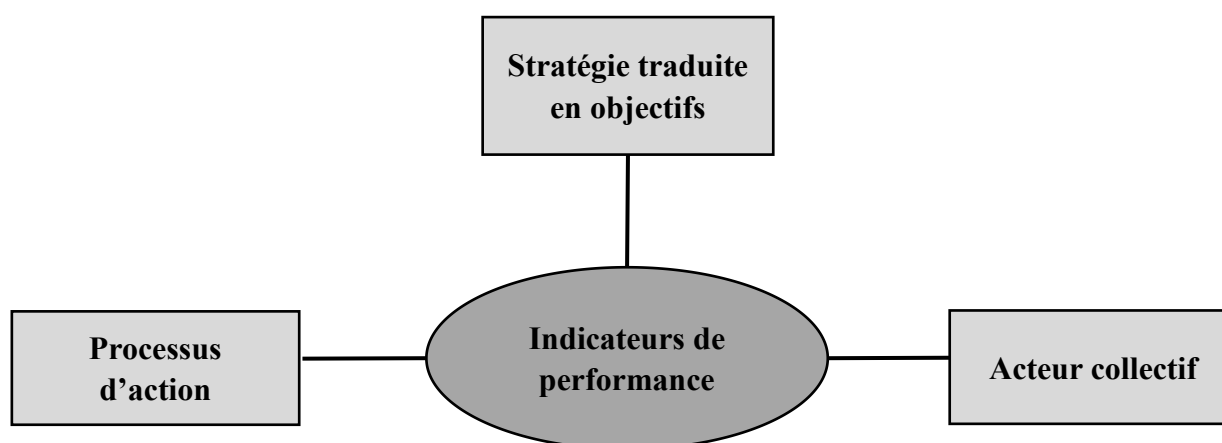 Stratégie traduite
en objectifs
Processus
d’action
Indicateurs de
performance
Acteur collectif